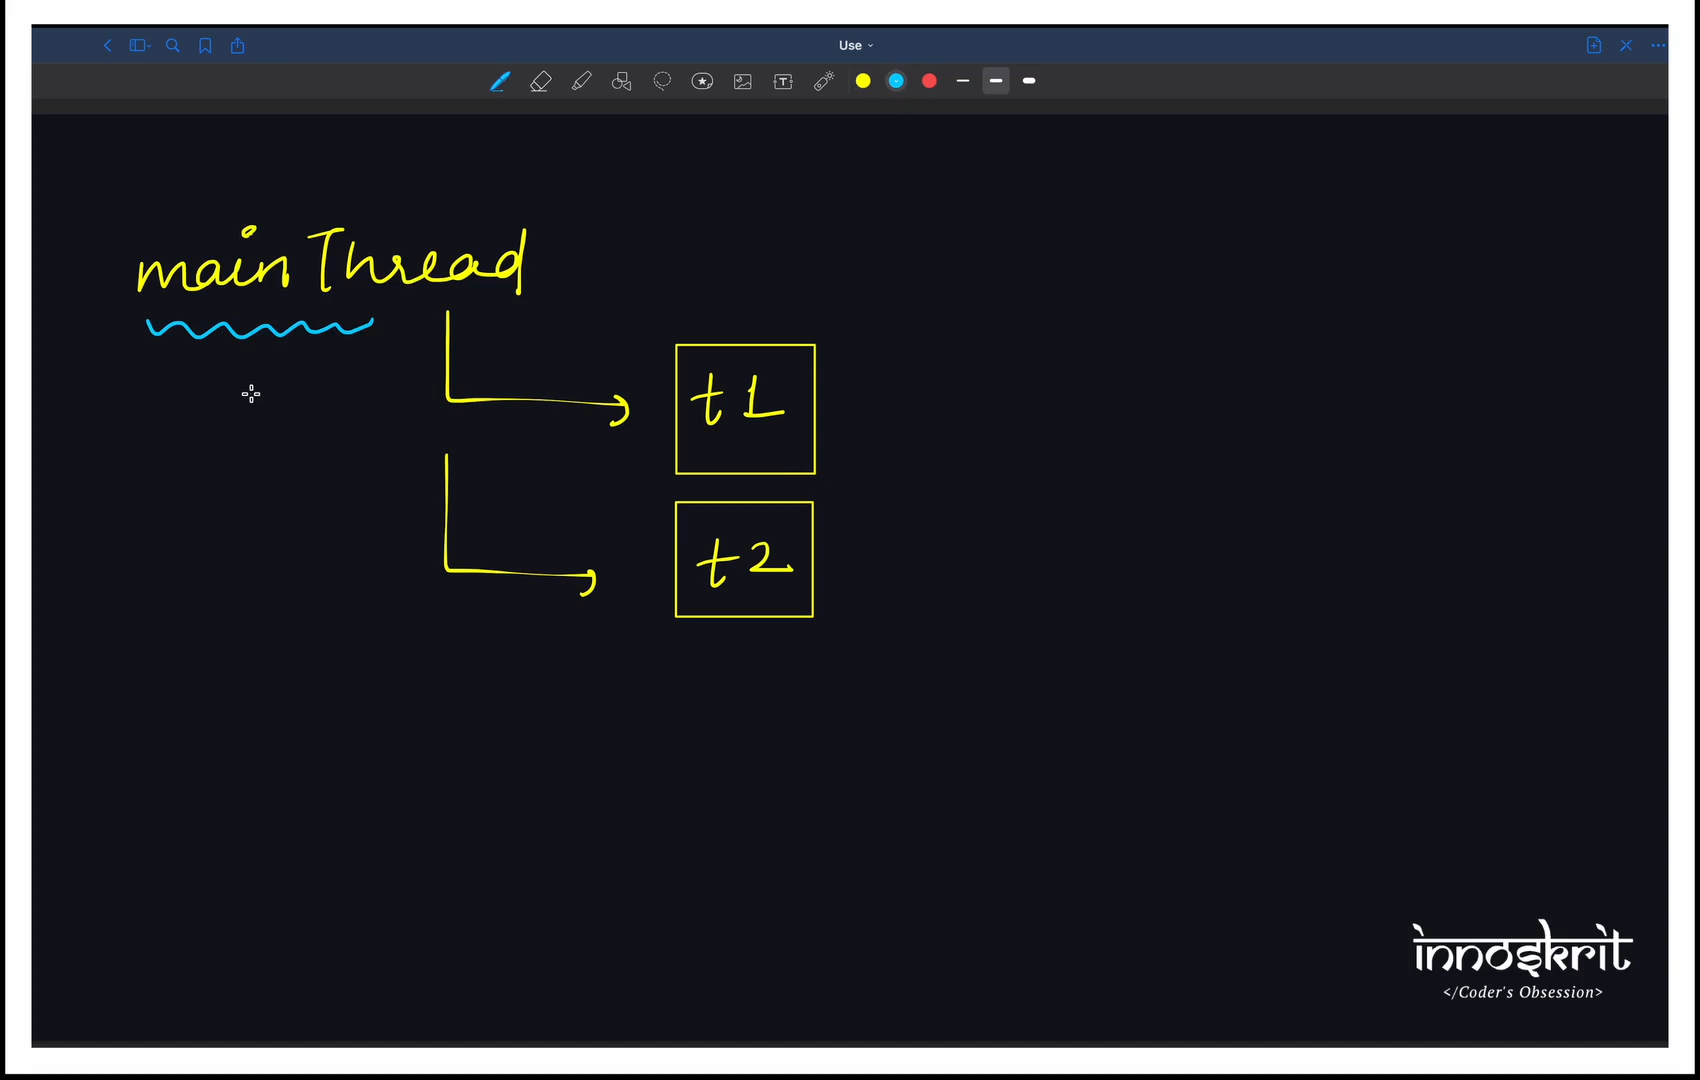 Use
main Thread
t1
t2
innoskrit
</Coder's Obsession>